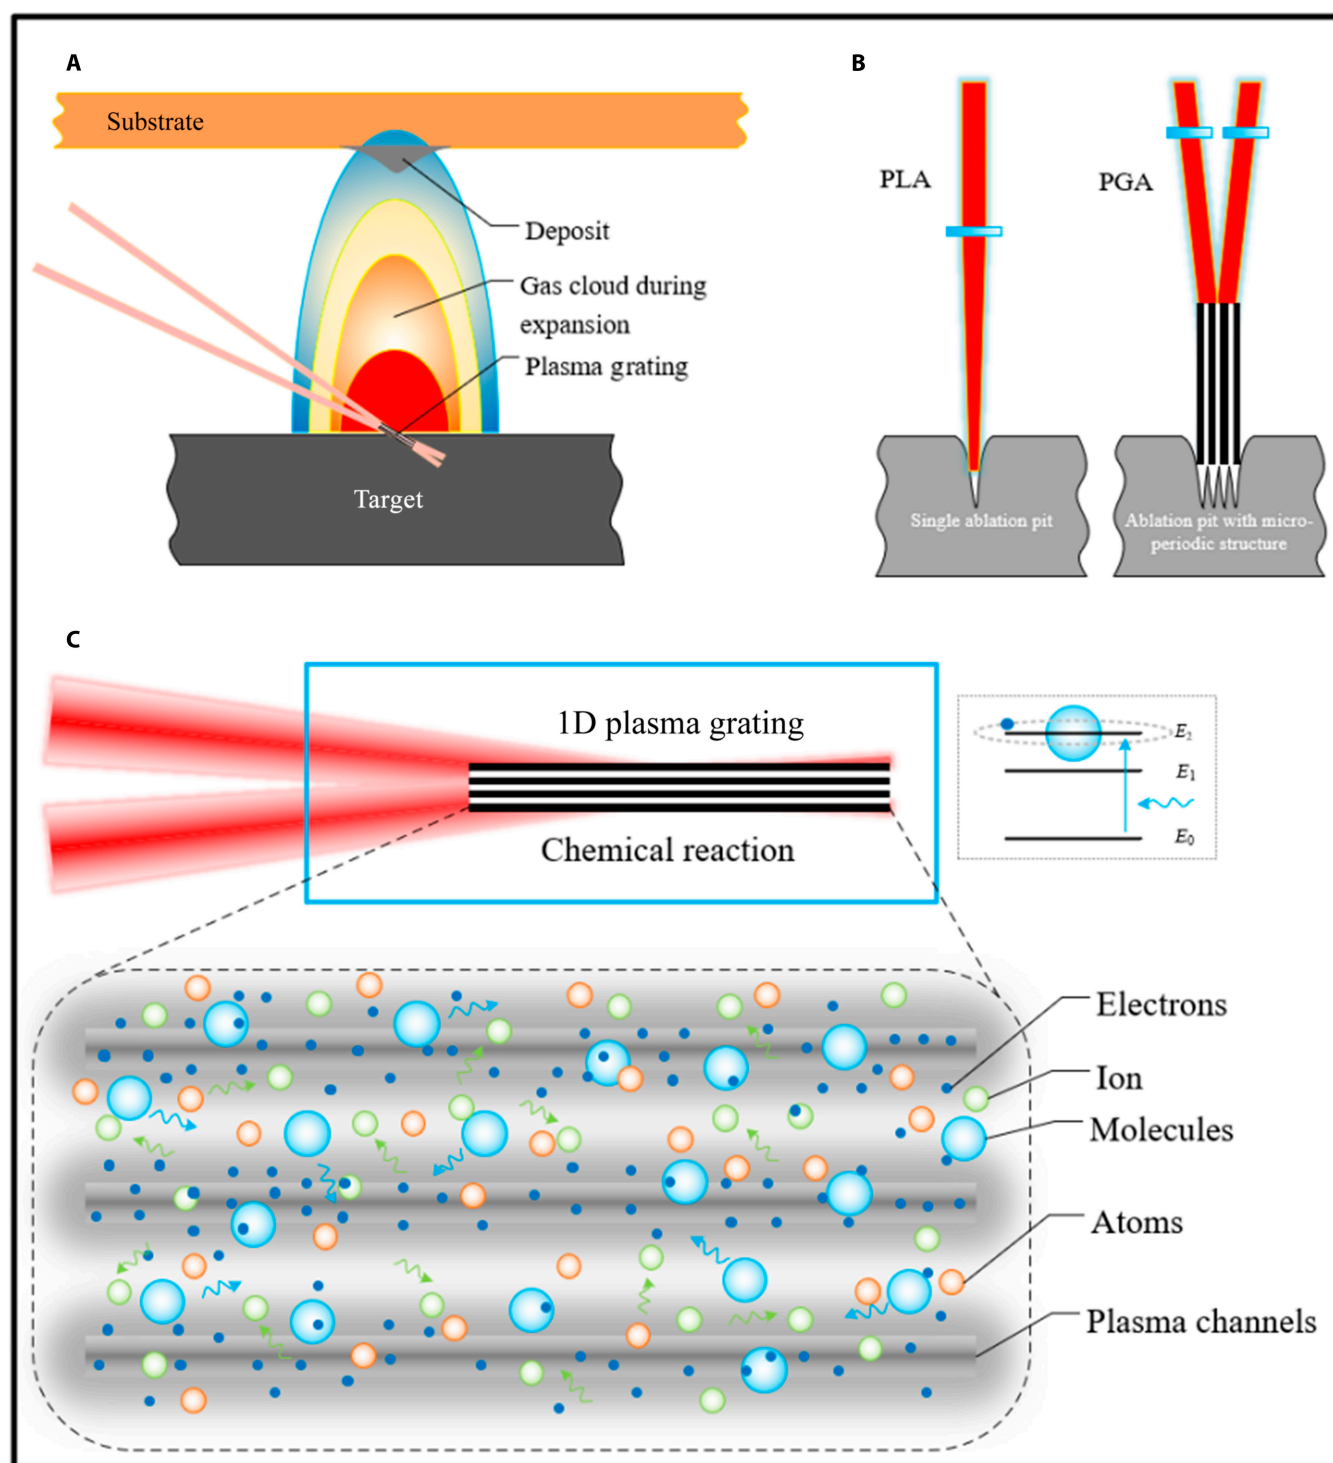 A
Substrate
Deposit
Gas cloud during
expansion
Plasma grating
Target
B
PLA
PGA
Single ablation pit
Ablation pit with micro-
periodic structure
C
1D plasma grating
Chemical reaction
E₂
E₁
E₀
Electrons
Ion
Molecules
Atoms
Plasma channels